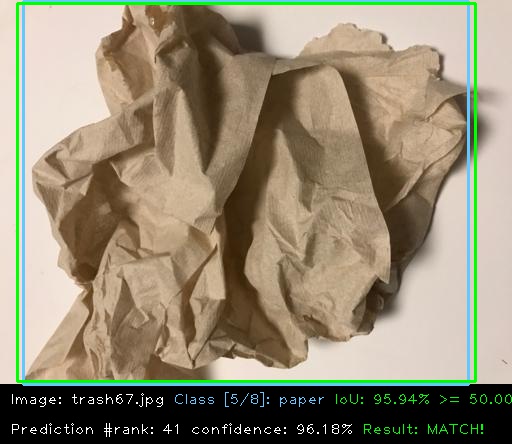 Image: trash67.jpg Class [5/8]: paper IoU: 95.94% >= 50.00
Prediction #rank: 41 confidence: 96.18% Result: MATCH!